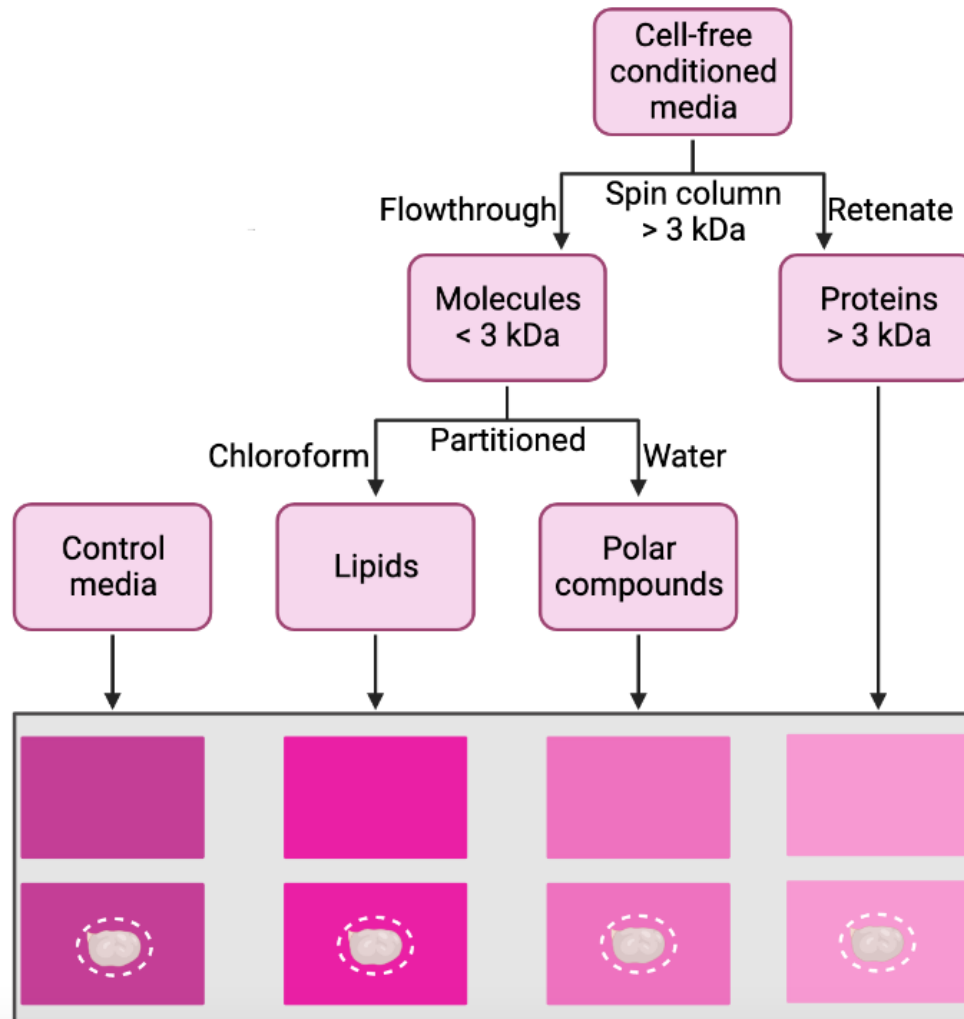 Cell-free
conditioned
media
Flowthrough
Spin column
> 3 kDa
Retenate
Molecules
< 3 kDa
Proteins
> 3 kDa
Chloroform
Partitioned
Water
Control
media
Lipids
Polar
compounds